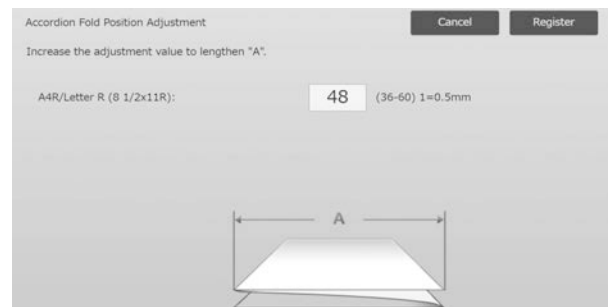 Accordion Fold Position Adjustment Cancel Register
Increase the adjustment value to lengthen "A".
A4R/Letter R (8 1/2x11R): 48 (36-60) 1=0.5mm
A